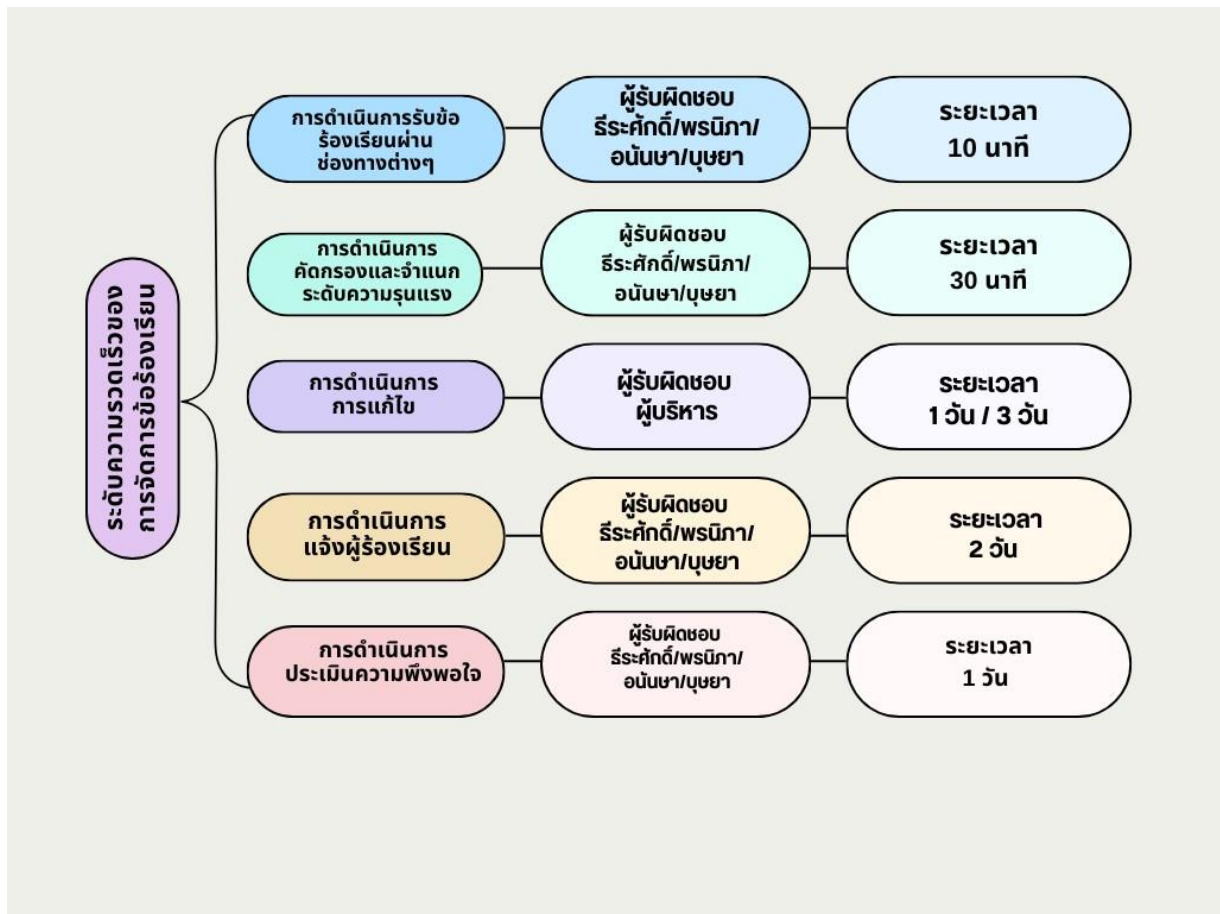 ระดับความรวดเร็วของ
การจัดการข้อร้องเรียน
การดำเนินการรับข้อ
ร้องเรียนผ่าน
ช่องทางต่างๆ
ผู้รับผิดชอบ
ธีระศักดิ์/พรนิภา/
อนันษา/บุษยา
ระยะเวลา
10 นาที
การดำเนินการ
คัดกรองและจำแนก
ระดับความรุนแรง
ผู้รับผิดชอบ
ธีระศักดิ์/พรนิภา/
อนันษา/บุษยา
ระยะเวลา
30 นาที
การดำเนินการ
การแก้ไข
ผู้รับผิดชอบ
ผู้บริหาร
ระยะเวลา
1 วัน / 3 วัน
การดำเนินการ
แจ้งผู้ร้องเรียน
ผู้รับผิดชอบ
ธีระศักดิ์/พรนิภา/
อนันษา/บุษยา
ระยะเวลา
2 วัน
การดำเนินการ
ประเมินความพึงพอใจ
ผู้รับผิดชอบ
ธีระศักดิ์/พรนิภา/
อนันษา/บุษยา
ระยะเวลา
1 วัน